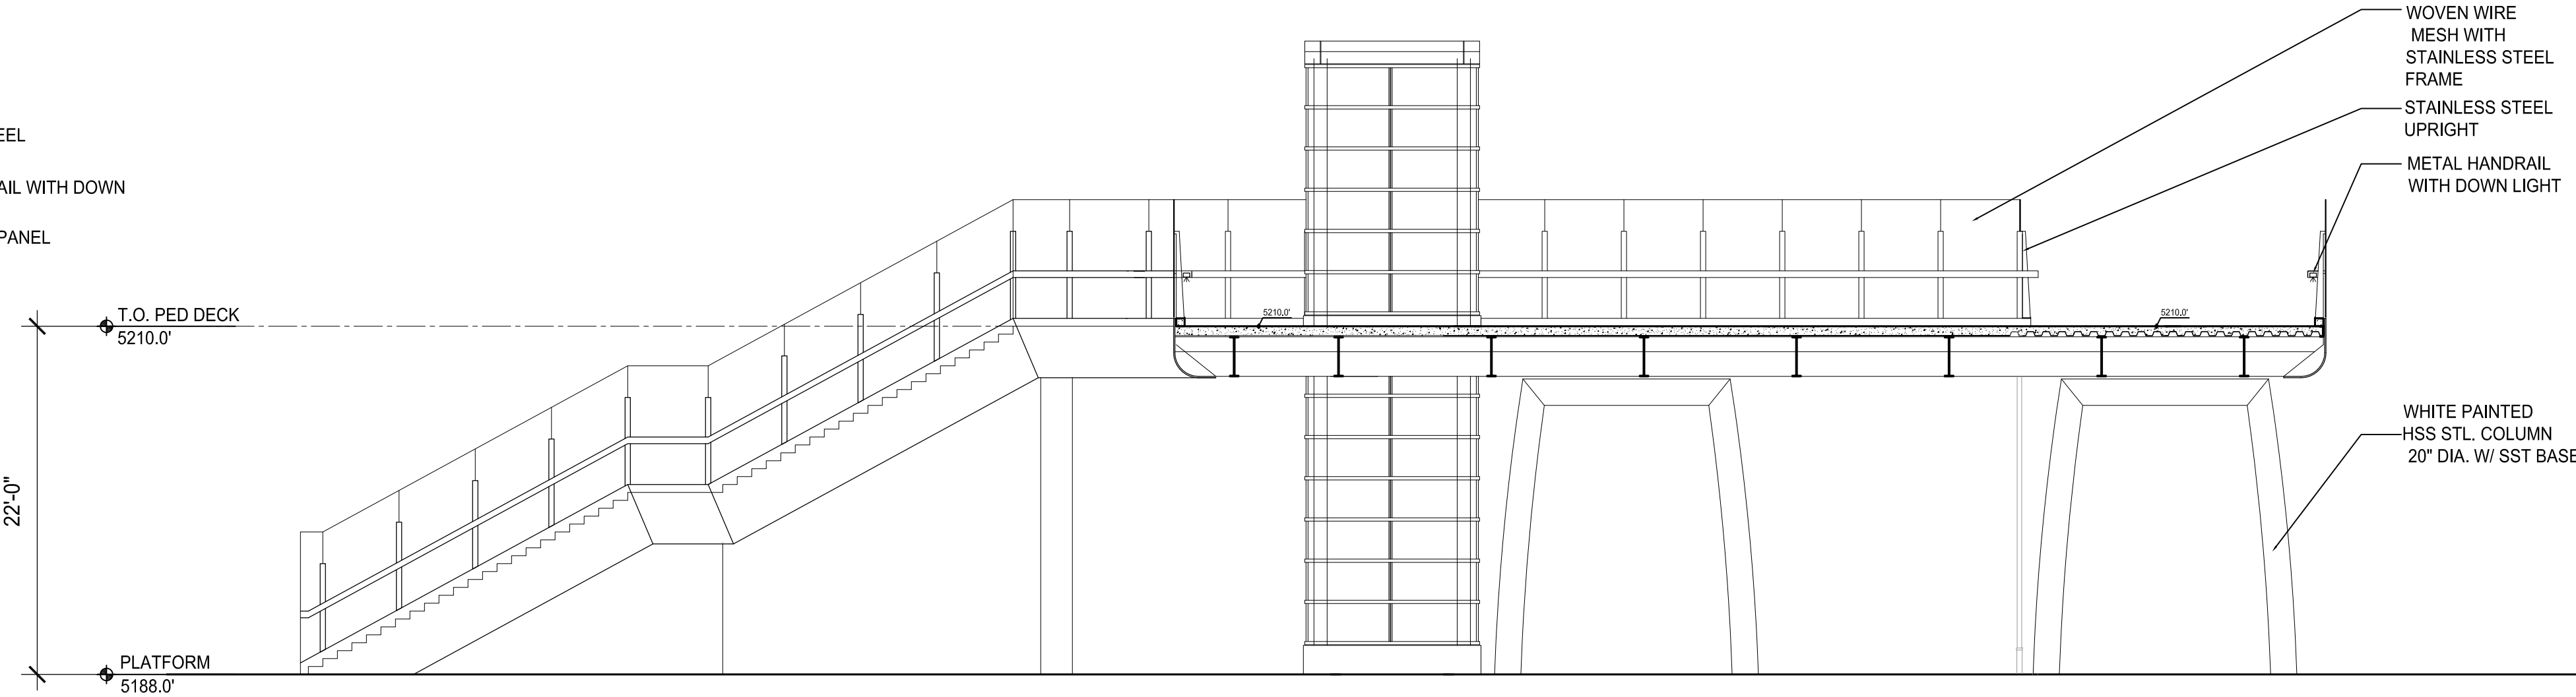 EEL
AIL WITH DOWN
PANEL
T.O. PED DECK
5210.0'
22'-0"
PLATFORM
5188.0'
5210.0'
5210.0'
WOVEN WIRE
MESH WITH
STAINLESS STEEL
FRAME
STAINLESS STEEL
UPRIGHT
METAL HANDRAIL
WITH DOWN LIGHT
WHITE PAINTED
HSS STL. COLUMN
20" DIA. W/ SST BASE